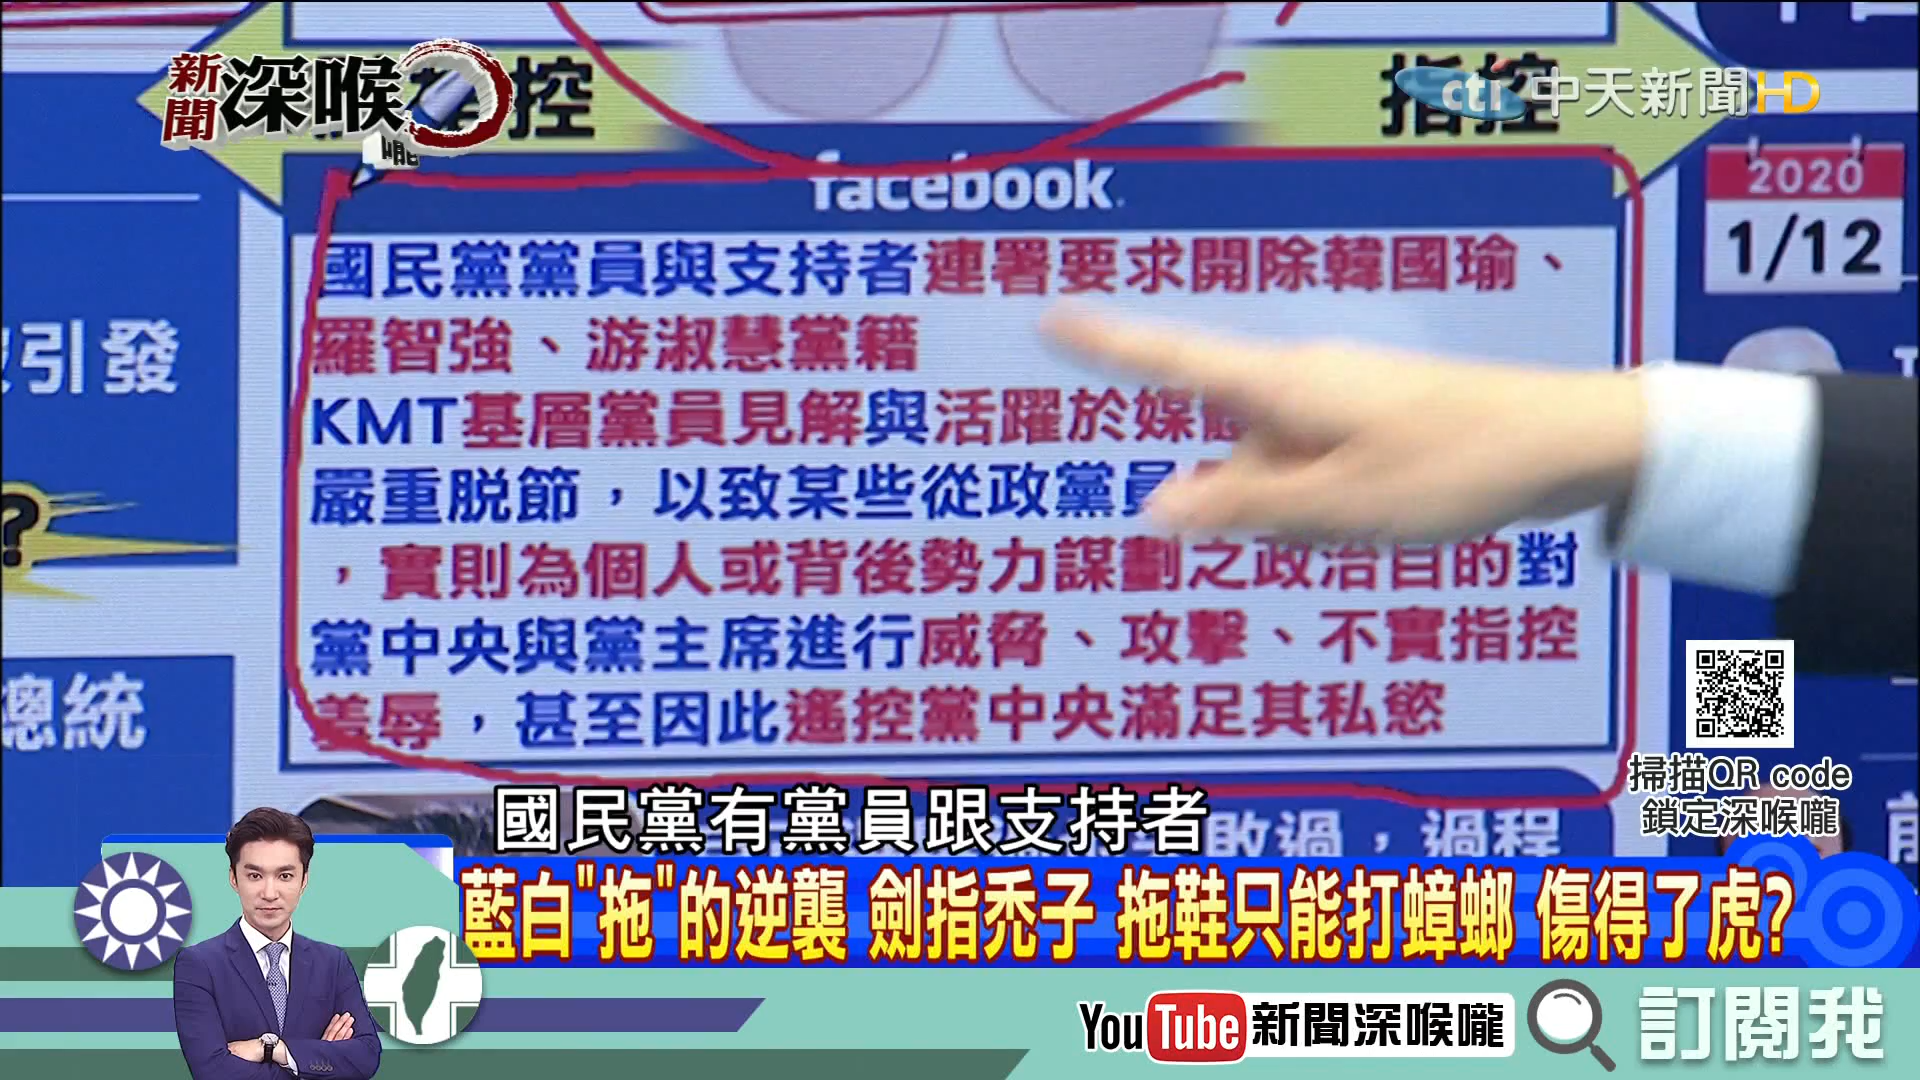 新聞深喉嚨
指控
指控
cti中天新聞HD
facebook
2020
1/12
國民黨黨員與支持者連署要求開除韓國瑜、
羅智強、游淑慧黨籍
KMT基層黨員見解與活躍於媒體
嚴重脫節，以致某些從政黨員
，實則為個人或背後勢力謀劃之政治目的對
黨中央與黨主席進行威脅、攻擊、不實指控
羞辱，甚至因此遙控黨中央滿足其私慾
引發
?
總統
掃描QR code
鎖定深喉嚨
敗過，過程
國民黨有黨員跟支持者
藍白"拖"的逆襲 劍指禿子 拖鞋只能打蟑螂 傷得了虎?
YouTube新聞深喉嚨
訂閱我